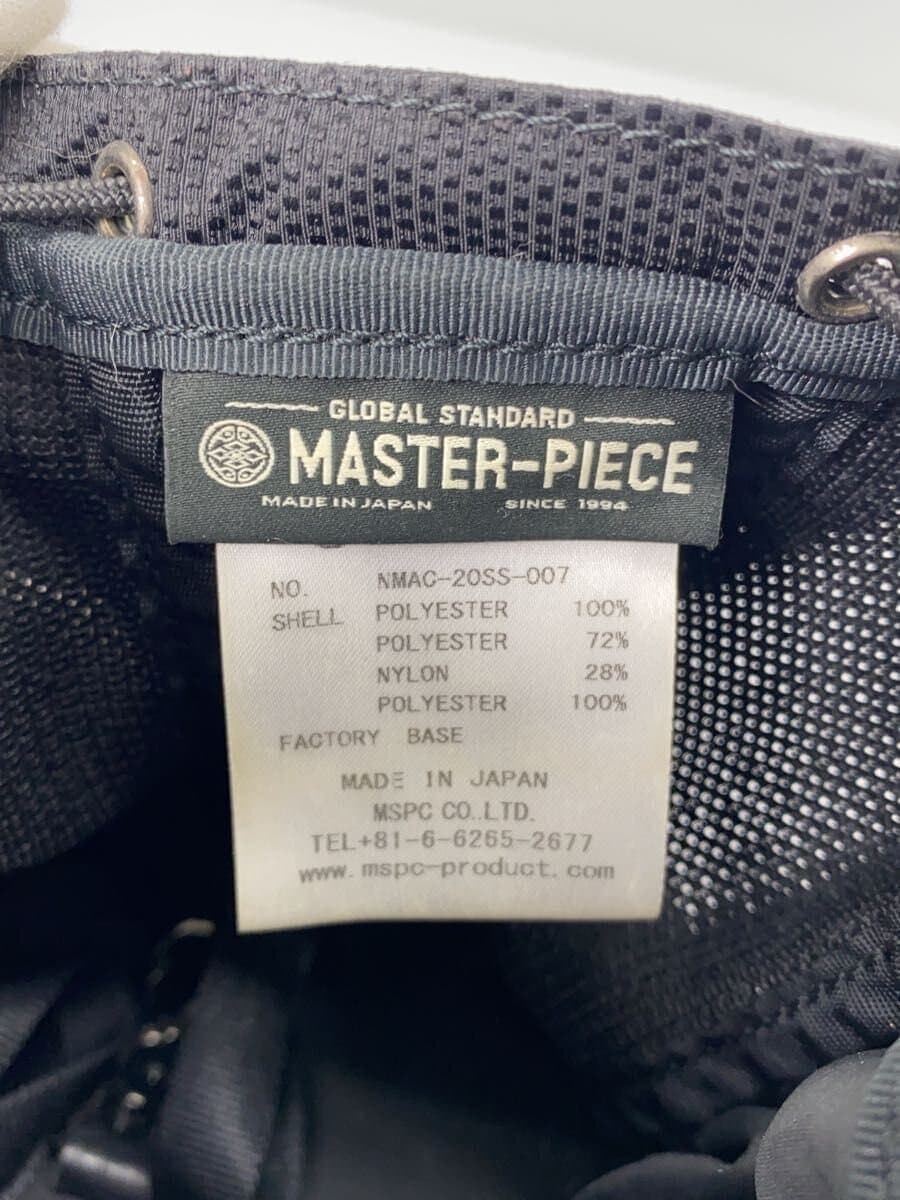 GLOBAL STANDARD
MASTER-PIECE
MADE IN JAPAN SINCE 1994
NO. NMAC-20SS-007
SHELL POLYESTER 100%
POLYESTER 72%
NYLON 28%
POLYESTER 100%
FACTORY BASE
MADE IN JAPAN
MSPC CO.,LTD.
TEL+81-6-6265-2677
www.mspc-product.com